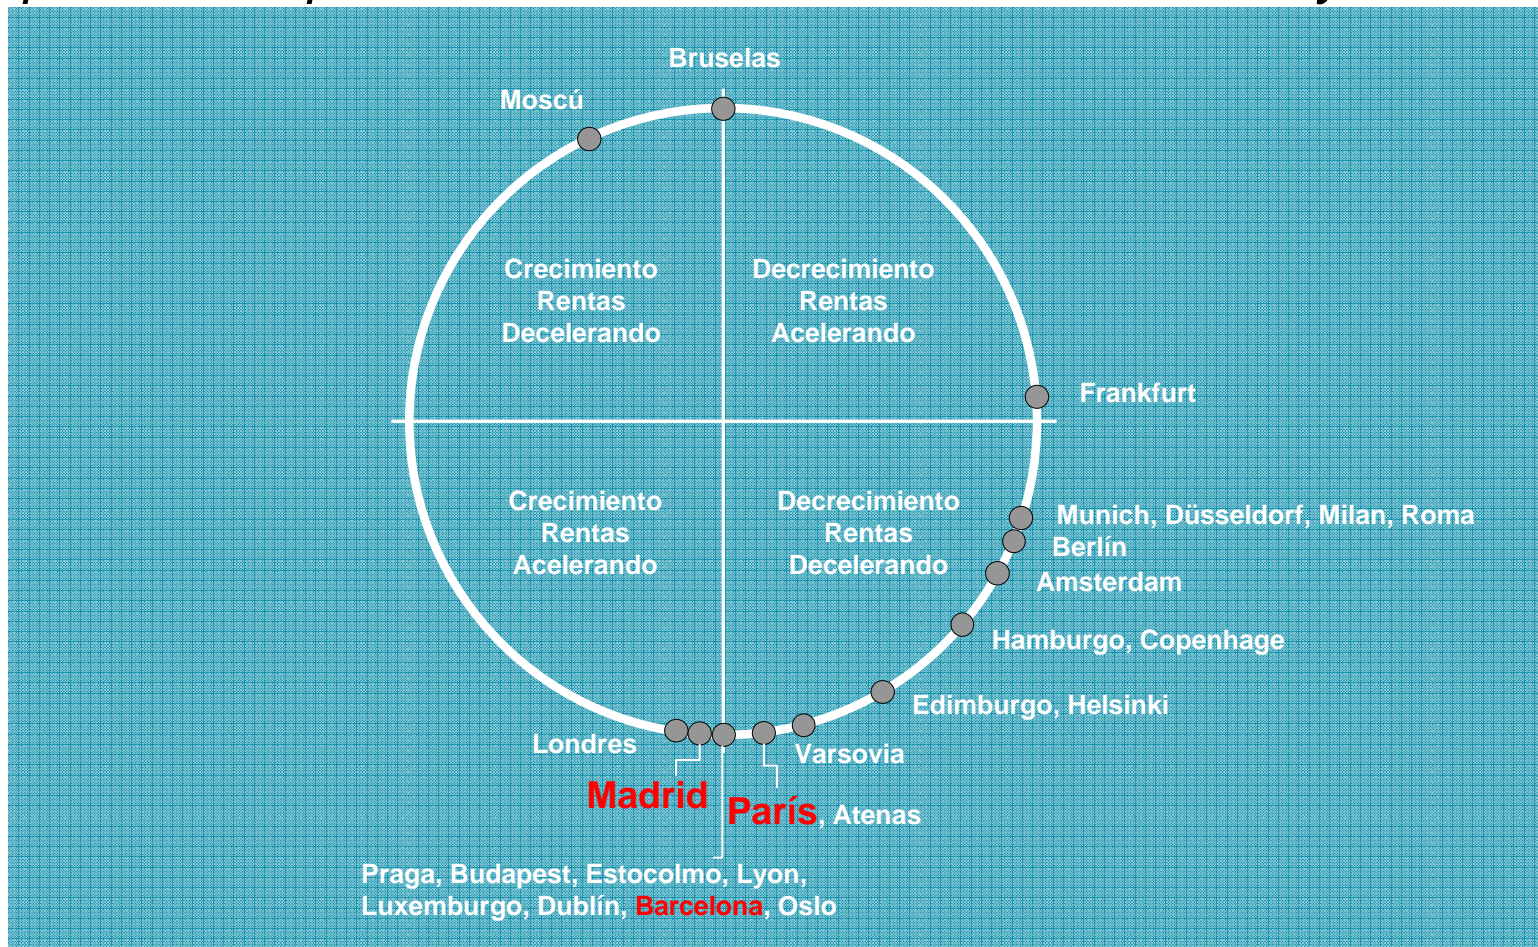 Bruselas
Moscú
Crecimiento
Rentas
Decelerando
Decrecimiento
Rentas
Acelerando
Frankfurt
Crecimiento
Rentas
Acelerando
Decrecimiento
Rentas
Decelerando
Munich, Düsseldorf, Milan, Roma
Berlín
Amsterdam
Hamburgo, Copenhage
Edimburgo, Helsinki
Londres
Varsovia
Madrid
París, Atenas
Praga, Budapest, Estocolmo, Lyon,
Luxemburgo, Dublín, Barcelona, Oslo